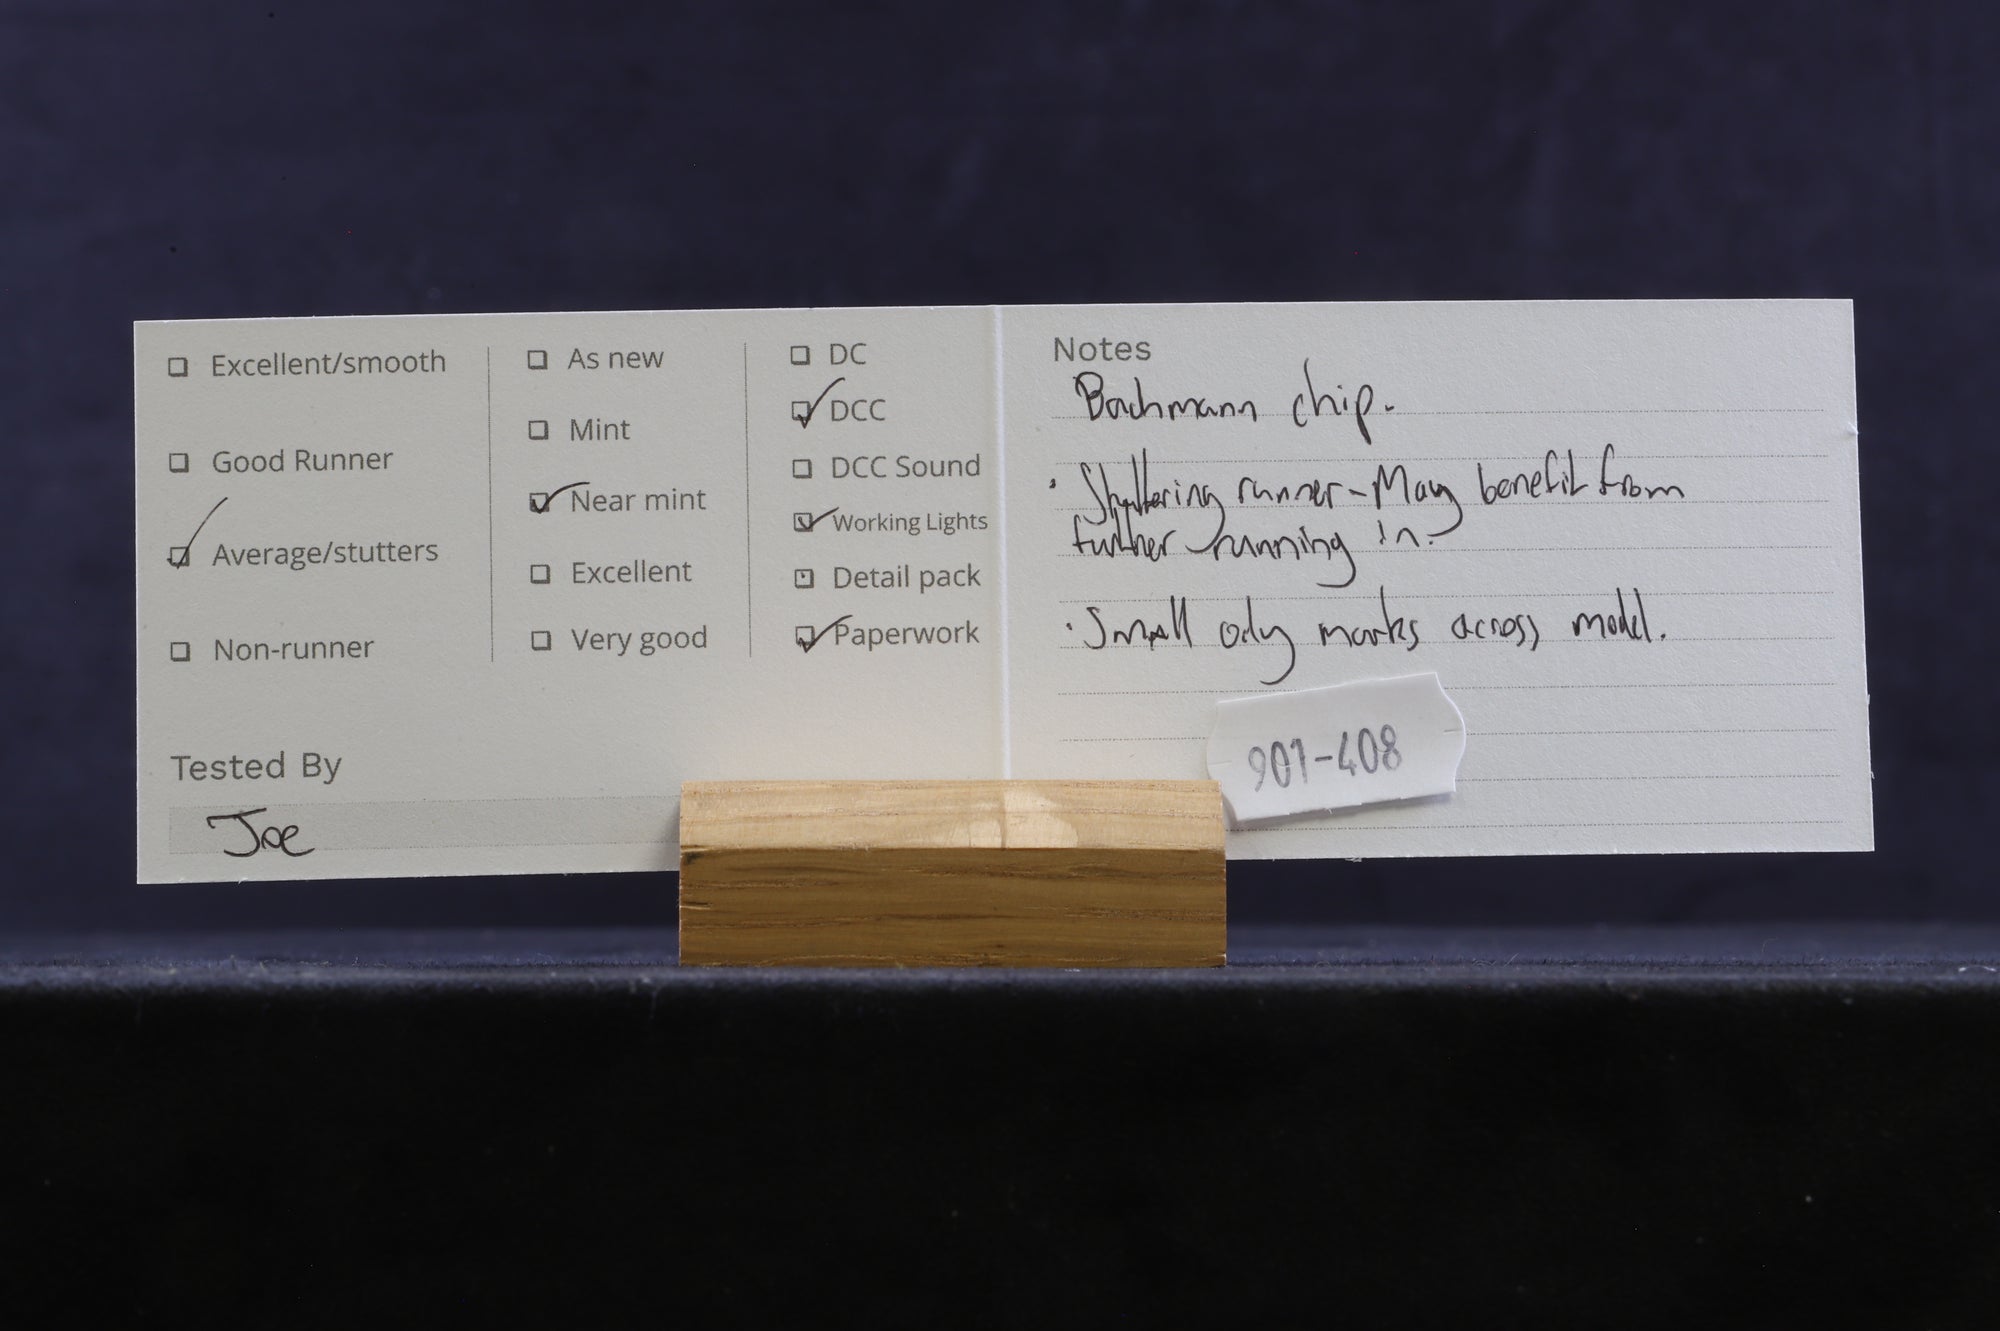 Excellent/smooth
Good Runner
Average/stutters
Non-runner
As new
Mint
Near mint
Excellent
Very good
DC
DCC
DCC Sound
Working Lights
Detail pack
Paperwork
Tested By
Joe
Notes
Bachmann chip.
· Stuttering runner - May benefit from
further running in.
· Small oily marks across model.
901-408